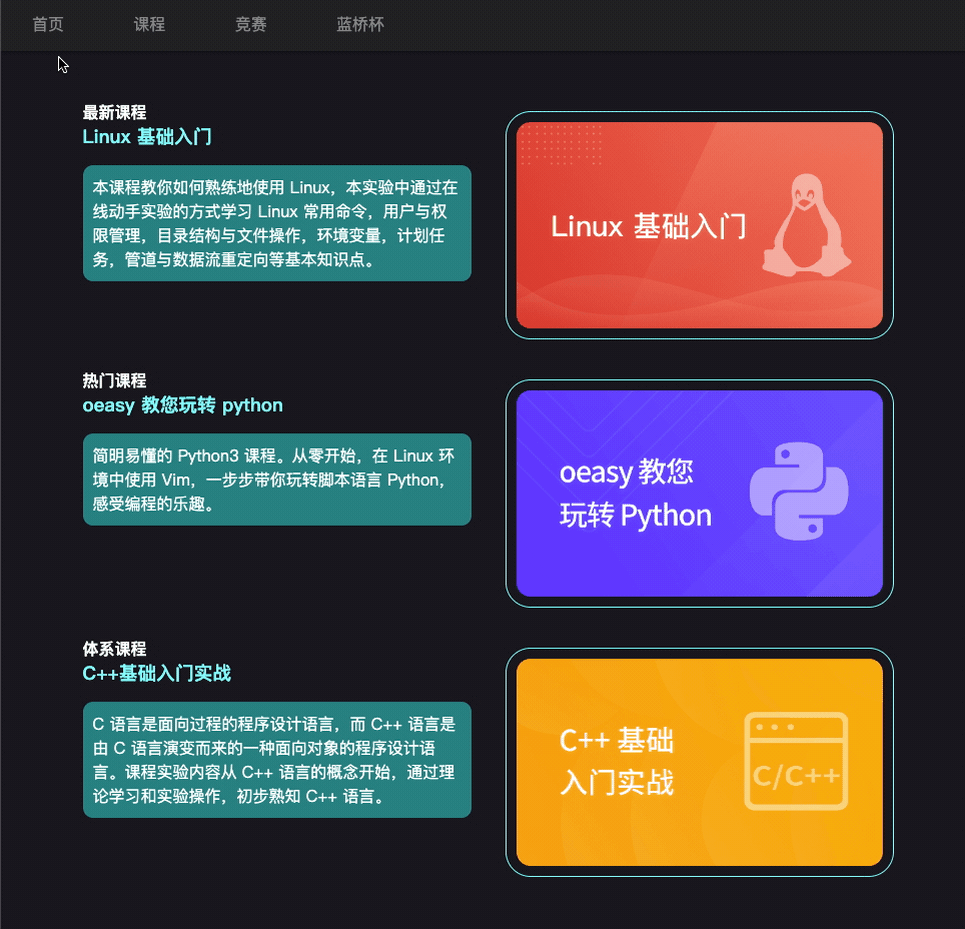 首页 课程 竞赛 蓝桥杯
最新课程
Linux 基础入门
本课程教你如何熟练地使用 Linux，本实验中通过在
线动手实验的方式学习 Linux 常用命令，用户与权
限管理，目录结构与文件操作，环境变量，计划任
务，管道与数据流重定向等基本知识点。
Linux 基础入门
热门课程
oeasy 教您玩转 python
简明易懂的 Python3 课程。从零开始，在 Linux 环
境中使用 Vim，一步步带你玩转脚本语言 Python，
感受编程的乐趣。
oeasy 教您
玩转 Python
体系课程
C++基础入门实战
C 语言是面向过程的程序设计语言，而 C++ 语言是
由 C 语言演变而来的一种面向对象的程序设计语
言。课程实验内容从 C++ 语言的概念开始，通过理
论学习和实验操作，初步熟知 C++ 语言。
C++ 基础
入门实战
C/C++